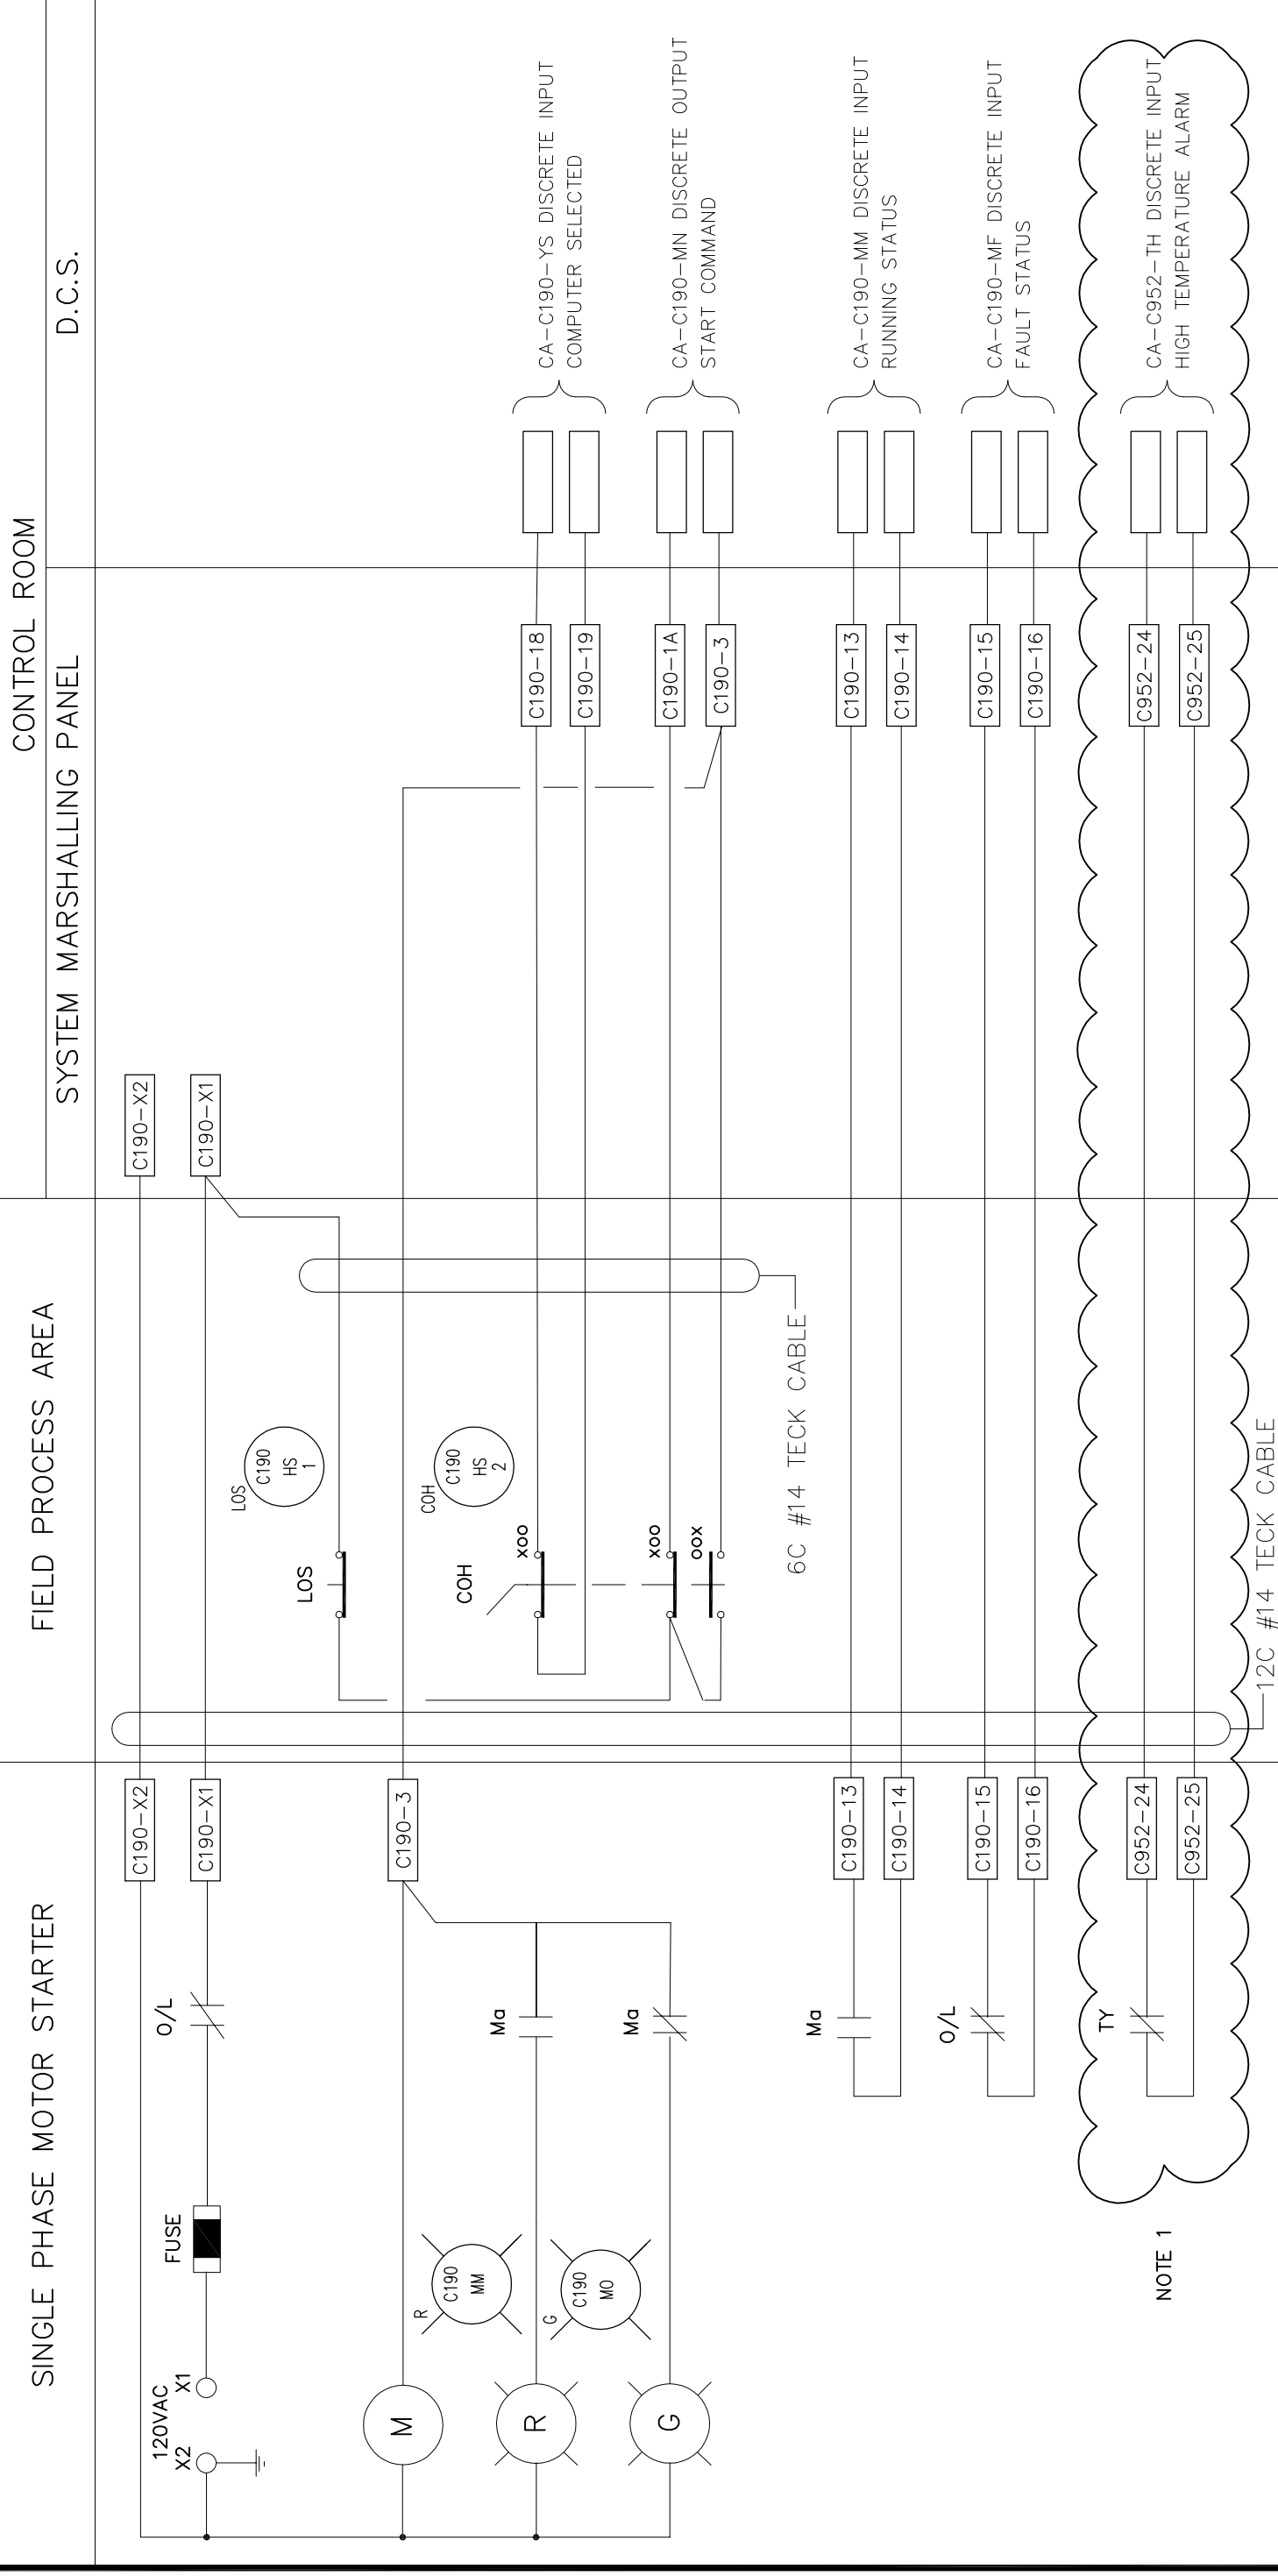 CONTROL ROOM
SINGLE PHASE MOTOR STARTER
FIELD PROCESS AREA
SYSTEM MARSHALLING PANEL
D.C.S.
120VAC
X2
X1
FUSE
O/L
C190-X2
C190-X1
C190-X2
C190-X1
LOS
C190
HS
1
LOS
M
C190-3
R
C190
MM
COH
C190
HS
2
COH
R
Ma
XOO
C190-18
C190-19
CA-C190-YS DISCRETE INPUT
COMPUTER SELECTED
G
C190
MO
G
Ma
XOO
OOX
C190-1A
C190-3
CA-C190-MN DISCRETE OUTPUT
START COMMAND
6C #14 TECK CABLE
Ma
C190-13
C190-14
C190-13
C190-14
CA-C190-MM DISCRETE INPUT
RUNNING STATUS
O/L
C190-15
C190-16
C190-15
C190-16
CA-C190-MF DISCRETE INPUT
FAULT STATUS
NOTE 1
TY
C952-24
C952-25
C952-24
C952-25
CA-C952-TH DISCRETE INPUT
HIGH TEMPERATURE ALARM
12C #14 TECK CABLE